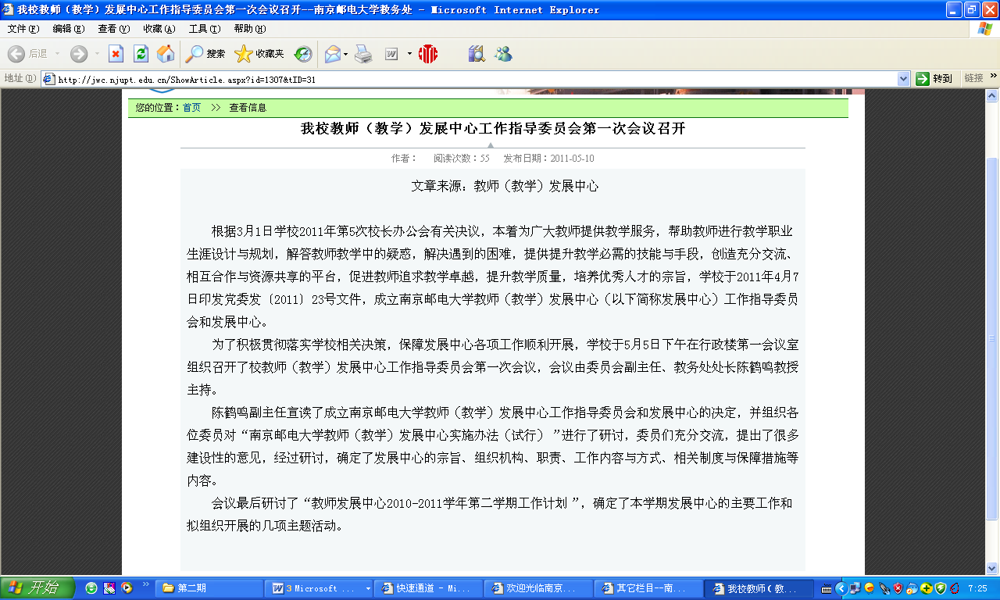 我校教师（教学）发展中心工作指导委员会第一次会议召开--南京邮电大学教务处 - Microsoft Internet Explorer
文件(F) 编辑(E) 查看(V) 收藏(A) 工具(T) 帮助(H)
后退 搜索 收藏夹
地址(D) http://jwc.njupt.edu.cn/ShowArticle.aspx?id=1307&tID=31 转到 链接 »
您的位置：首页 >> 查看信息
我校教师（教学）发展中心工作指导委员会第一次会议召开
作者： 阅读次数：55 发布日期：2011-05-10
文章来源：教师（教学）发展中心
根据3月1日学校2011年第5次校长办公会有关决议，本着为广大教师提供教学服务，帮助教师进行教学职业
生涯设计与规划，解答教师教学中的疑惑，解决遇到的困难，提供提升教学必需的技能与手段，创造充分交流、
相互合作与资源共享的平台，促进教师追求教学卓越，提升教学质量，培养优秀人才的宗旨，学校于2011年4月7
日印发党委发〔2011〕23号文件，成立南京邮电大学教师（教学）发展中心（以下简称发展中心）工作指导委员
会和发展中心。
为了积极贯彻落实学校相关决策，保障发展中心各项工作顺利开展，学校于5月5日下午在行政楼第一会议室
组织召开了校教师（教学）发展中心工作指导委员会第一次会议，会议由委员会副主任、教务处处长陈鹤鸣教授
主持。
陈鹤鸣副主任宣读了成立南京邮电大学教师（教学）发展中心工作指导委员会和发展中心的决定，并组织各
位委员对“南京邮电大学教师（教学）发展中心实施办法（试行）”进行了研讨，委员们充分交流，提出了很多
建设性的意见，经过研讨，确定了发展中心的宗旨、组织机构、职责、工作内容与方式、相关制度与保障措施等
内容。
会议最后研讨了“教师发展中心2010-2011学年第二学期工作计划 ”，确定了本学期发展中心的主要工作和
拟组织开展的几项主题活动。
开始 » 第二期 3 Microsoft ... 快速通道 - Mi... 欢迎光临南京... 其它栏目--南... 我校教师（教... 7:25